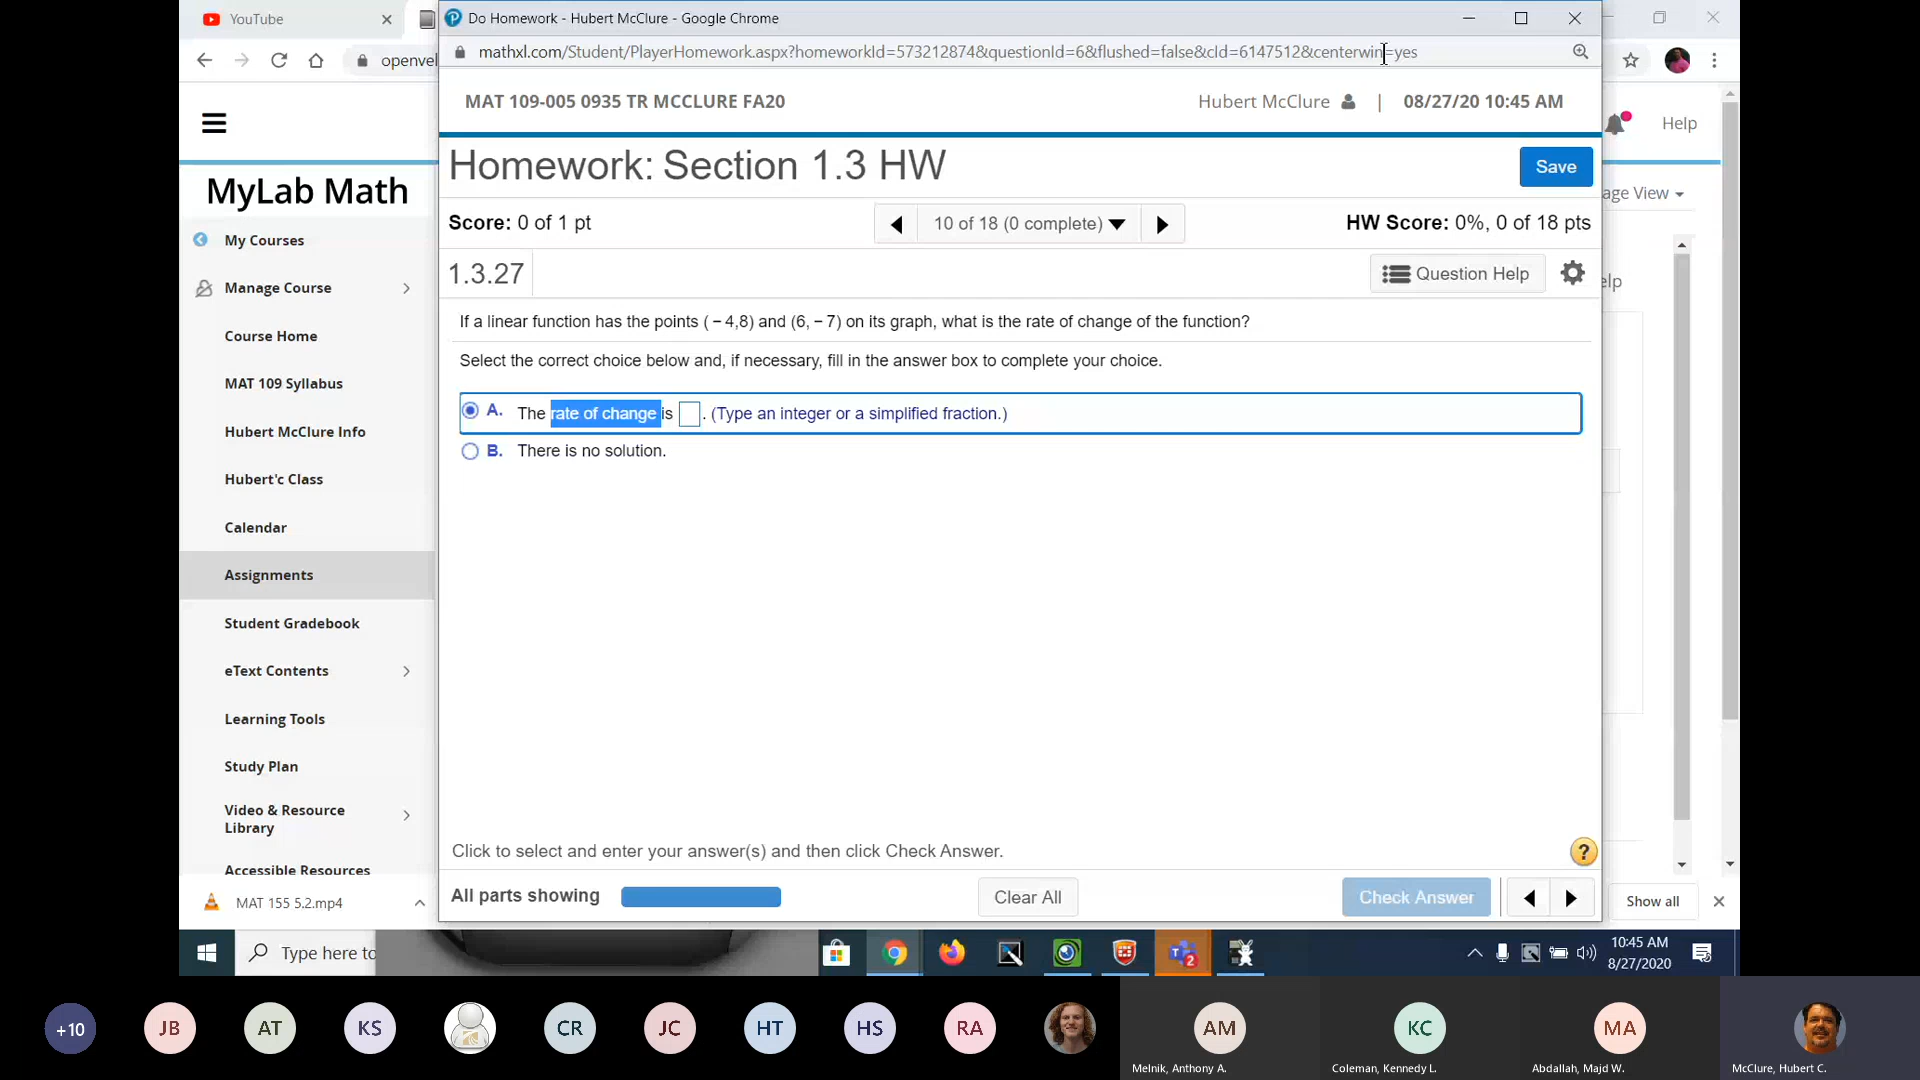 YouTube
Do Homework - Hubert McClure - Google Chrome
openvel
mathxl.com/Student/PlayerHomework.aspx?homeworkId=573212874&questionId=6&flushed=false&cId=6147512&centerwin=yes
MAT 109-005 0935 TR MCCLURE FA20
Hubert McClure | 08/27/20 10:45 AM
Help
Homework: Section 1.3 HW
Save
MyLab Math
age View
Score: 0 of 1 pt
10 of 18 (0 complete)
HW Score: 0%, 0 of 18 pts
My Courses
1.3.27
Question Help
elp
Manage Course
If a linear function has the points (−4,8) and (6,−7) on its graph, what is the rate of change of the function?
Course Home
Select the correct choice below and, if necessary, fill in the answer box to complete your choice.
MAT 109 Syllabus
A. The rate of change is . (Type an integer or a simplified fraction.)
Hubert McClure Info
B. There is no solution.
Hubert'c Class
Calendar
Assignments
Student Gradebook
eText Contents
Learning Tools
Study Plan
Video & Resource
Library
Accessible Resources
Click to select and enter your answer(s) and then click Check Answer.
?
All parts showing
Clear All
Check Answer
MAT 155 5.2.mp4
Show all
Type here to
2
10:45 AM
8/27/2020
+10
JB
AT
KS
CR
JC
HT
HS
RA
AM
KC
MA
Melnik, Anthony A.
Coleman, Kennedy L.
Abdallah, Majd W.
McClure, Hubert C.